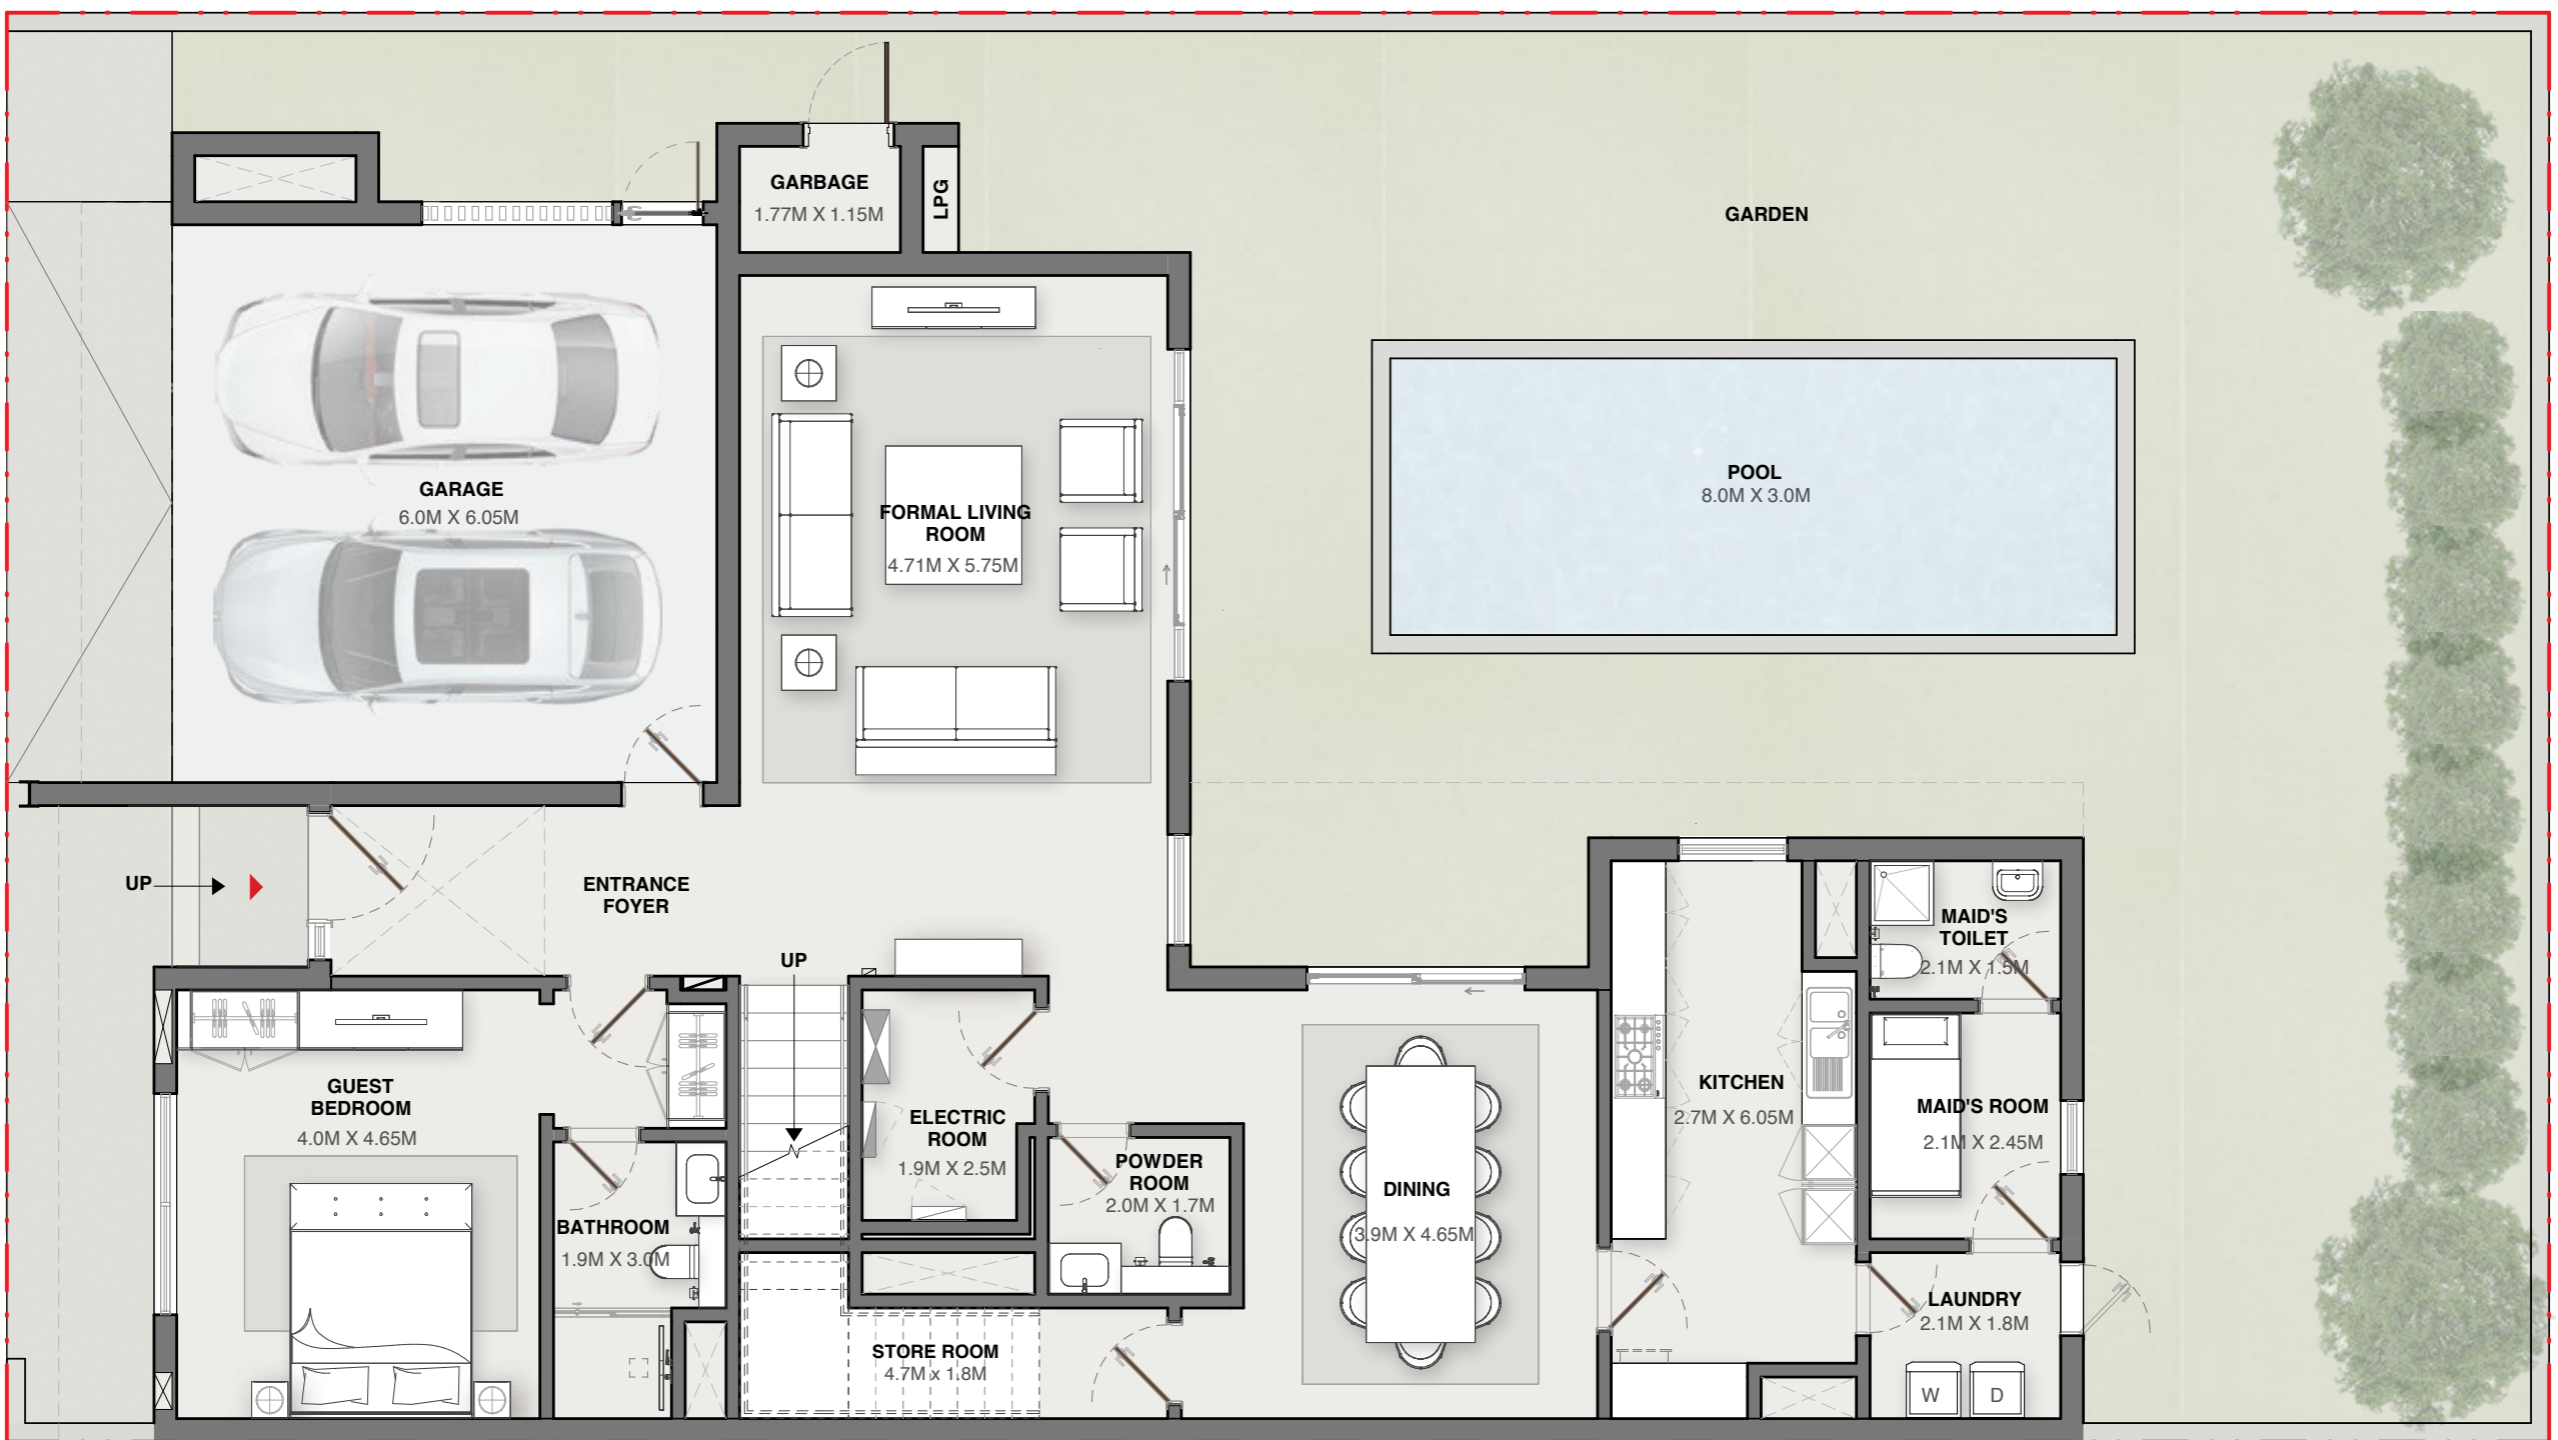 GARBAGE
1.77M X 1.15M
LPG
GARDEN
GARAGE
6.0M X 6.05M
FORMAL LIVING
ROOM
4.71M X 5.75M
POOL
8.0M X 3.0M
UP
ENTRANCE
FOYER
UP
GUEST
BEDROOM
4.0M X 4.65M
BATHROOM
1.9M X 3.0M
ELECTRIC
ROOM
1.9M X 2.5M
POWDER
ROOM
2.0M X 1.7M
STORE ROOM
4.7M x 1.8M
DINING
3.9M X 4.65M
KITCHEN
2.7M X 6.05M
MAID'S
TOILET
2.1M X 1.5M
MAID'S ROOM
2.1M X 2.45M
LAUNDRY
2.1M X 1.8M
W
D